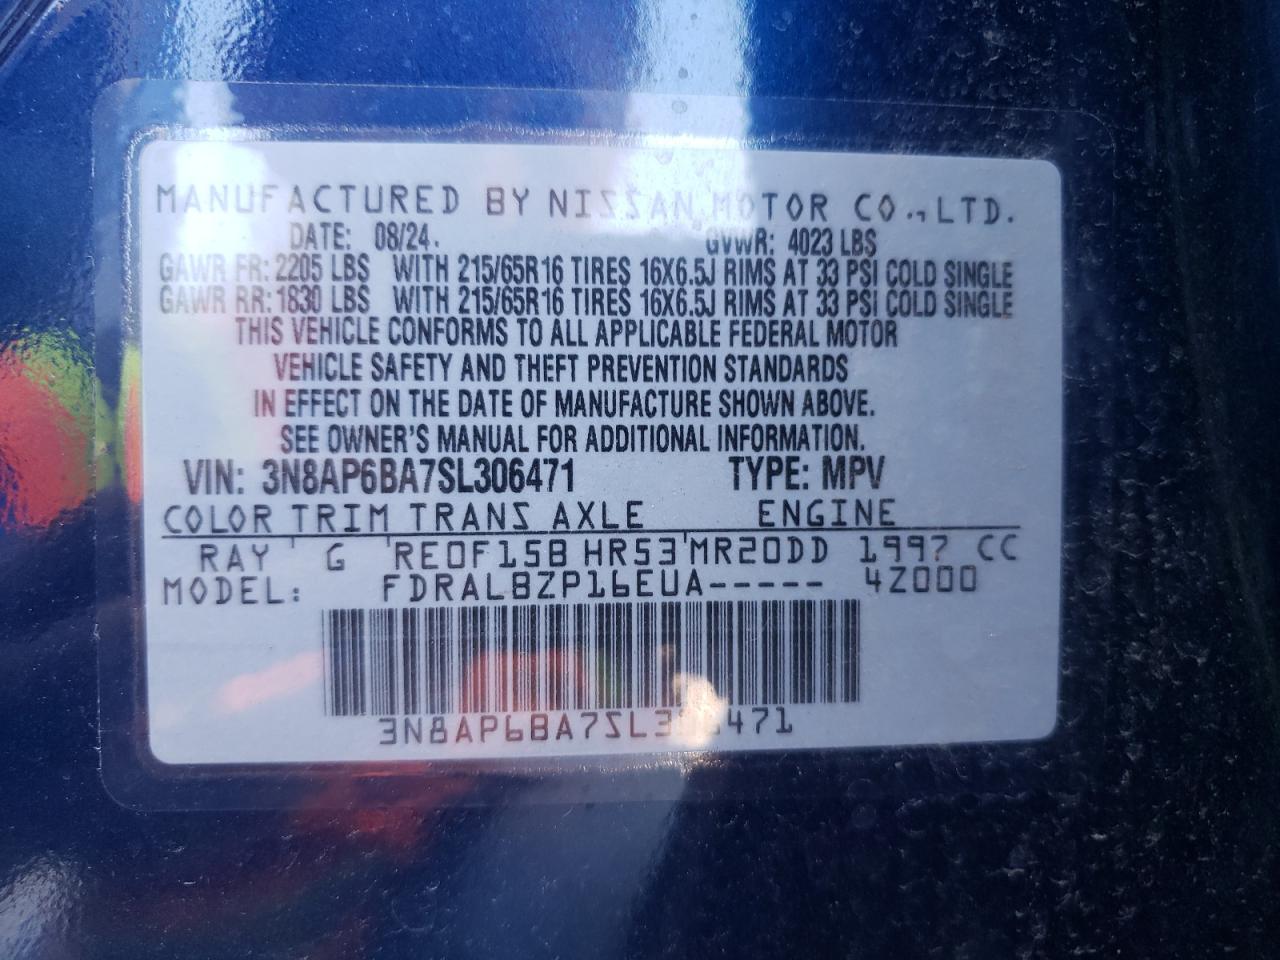 MANUFACTURED BY NISSAN MOTOR CO.,LTD.
DATE: 08/24. GVWR: 4023 LBS
GAWR FR: 2205 LBS WITH 215/65R16 TIRES 16X6.5J RIMS AT 33 PSI COLD SINGLE
GAWR RR: 1830 LBS WITH 215/65R16 TIRES 16X6.5J RIMS AT 33 PSI COLD SINGLE
THIS VEHICLE CONFORMS TO ALL APPLICABLE FEDERAL MOTOR
VEHICLE SAFETY AND THEFT PREVENTION STANDARDS
IN EFFECT ON THE DATE OF MANUFACTURE SHOWN ABOVE.
SEE OWNER'S MANUAL FOR ADDITIONAL INFORMATION.
VIN: 3N8AP6BA7SL306471 TYPE: MPV
COLOR TRIM TRANS AXLE ENGINE
RAY G RE0F15B HR53 MR20DD 1997 CC
MODEL: FDRALBZP16EUA----- 4Z000